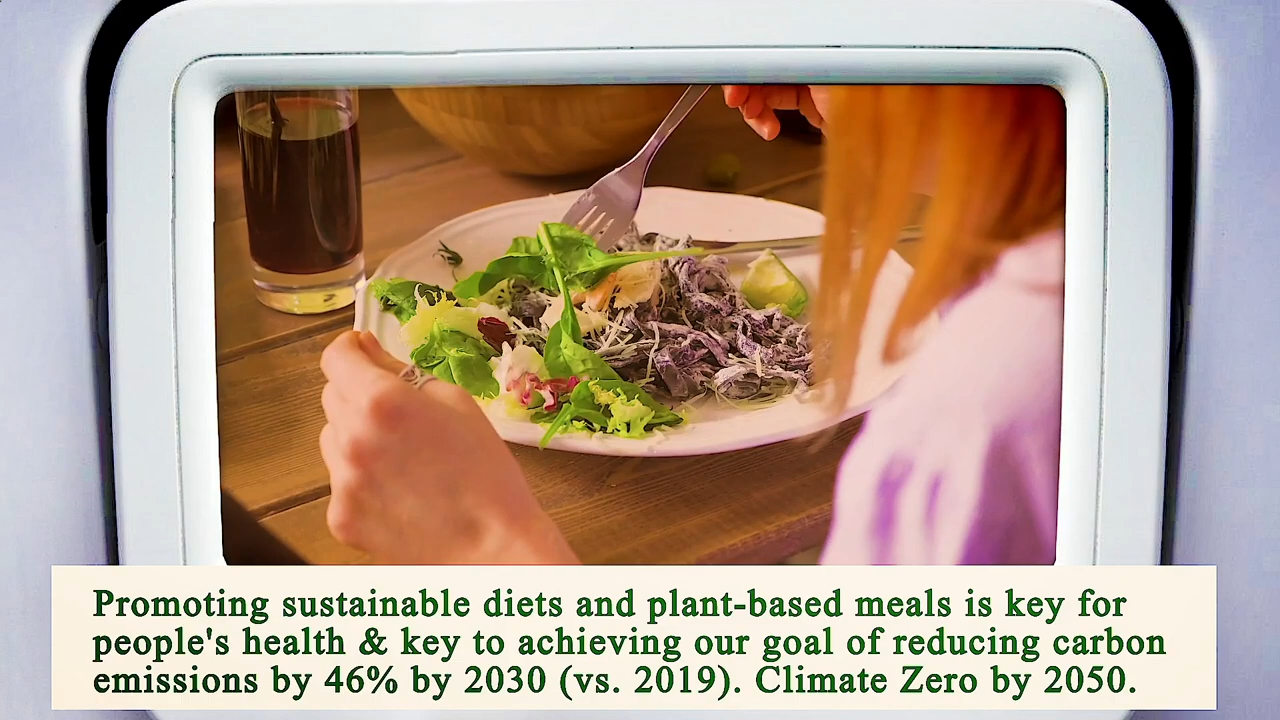 Promoting sustainable diets and plant-based meals is key for
people's health & key to achieving our goal of reducing carbon
emissions by 46% by 2030 (vs. 2019). Climate Zero by 2050.